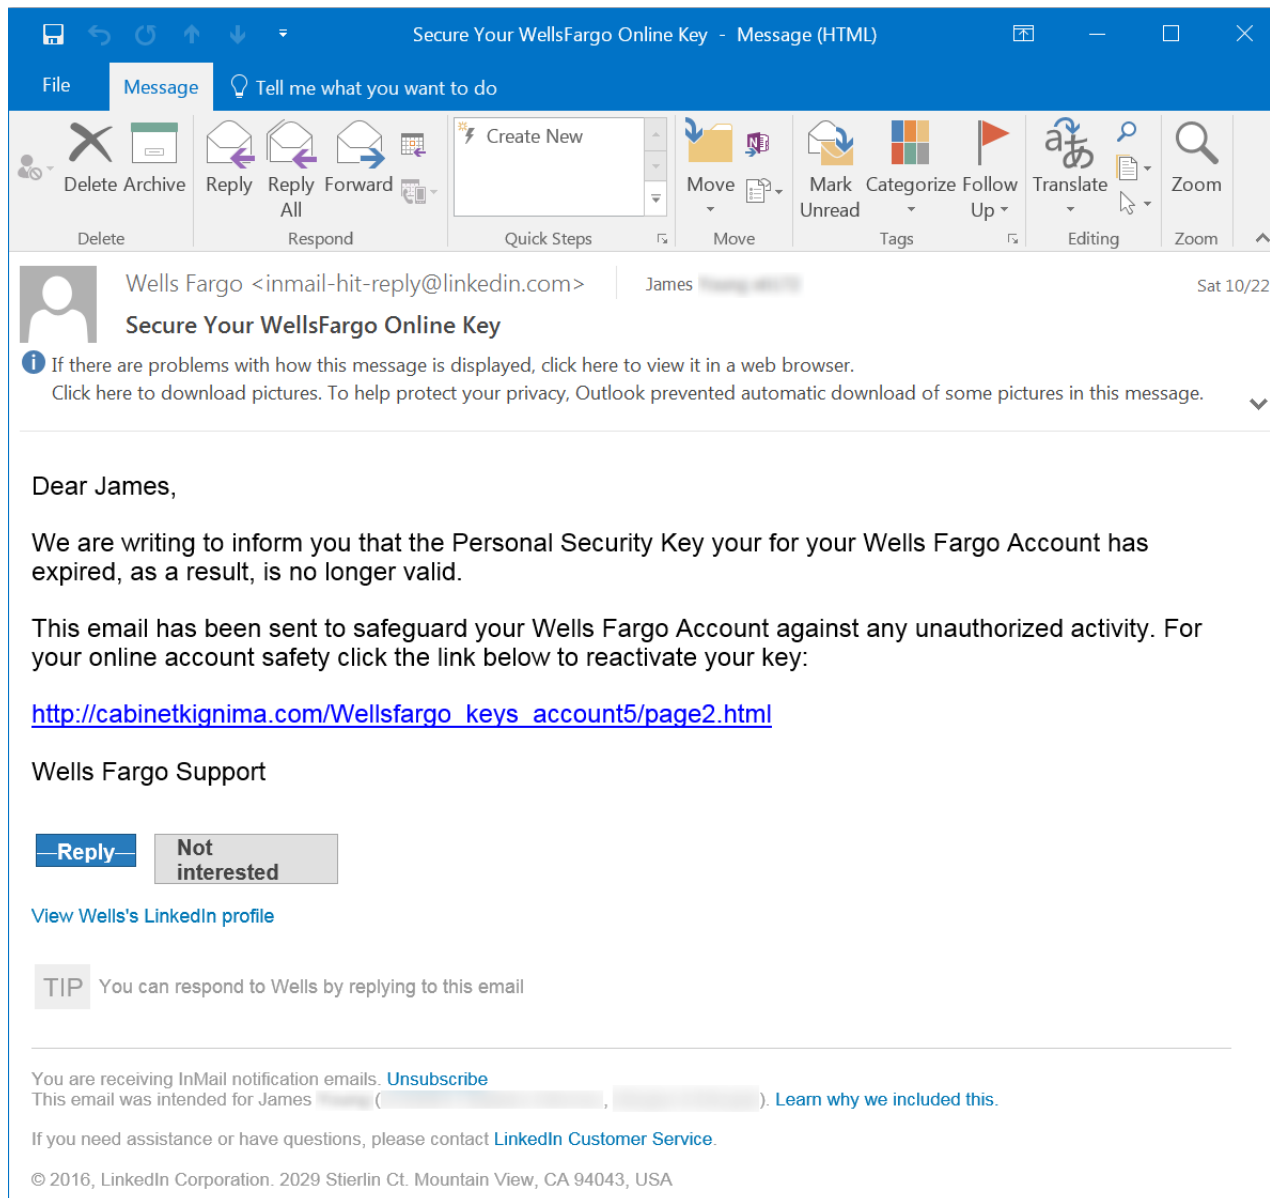 Secure Your WellsFargo Online Key - Message (HTML)
File Message Tell me what you want to do
Delete Archive Reply Reply All Forward Create New Move Mark Unread Categorize Follow Up Translate Zoom
Delete Respond Quick Steps Move Tags Editing Zoom
Wells Fargo <inmail-hit-reply@linkedin.com> James Sat 10/22
Secure Your WellsFargo Online Key
If there are problems with how this message is displayed, click here to view it in a web browser.
Click here to download pictures. To help protect your privacy, Outlook prevented automatic download of some pictures in this message.
Dear James,
We are writing to inform you that the Personal Security Key your for your Wells Fargo Account has
expired, as a result, is no longer valid.
This email has been sent to safeguard your Wells Fargo Account against any unauthorized activity. For
your online account safety click the link below to reactivate your key:
http://cabinetkignima.com/Wellsfargo_keys_account5/page2.html
Wells Fargo Support
Reply Not
interested
View Wells's LinkedIn profile
TIP You can respond to Wells by replying to this email
You are receiving InMail notification emails. Unsubscribe
This email was intended for James ( , ). Learn why we included this.
If you need assistance or have questions, please contact LinkedIn Customer Service.
© 2016, LinkedIn Corporation. 2029 Stierlin Ct. Mountain View, CA 94043, USA